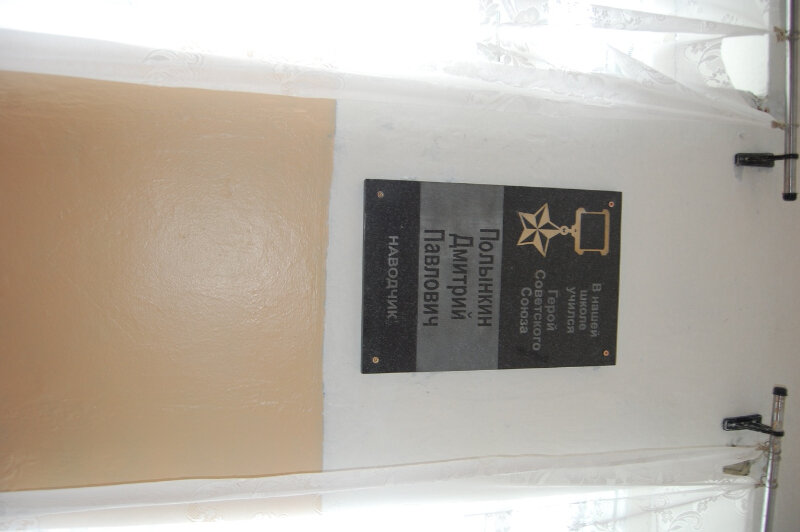 В нашей
школе
учился
Герой
Советского
Союза
Полынкин
Дмитрий
Павлович
НАВОДЧИК